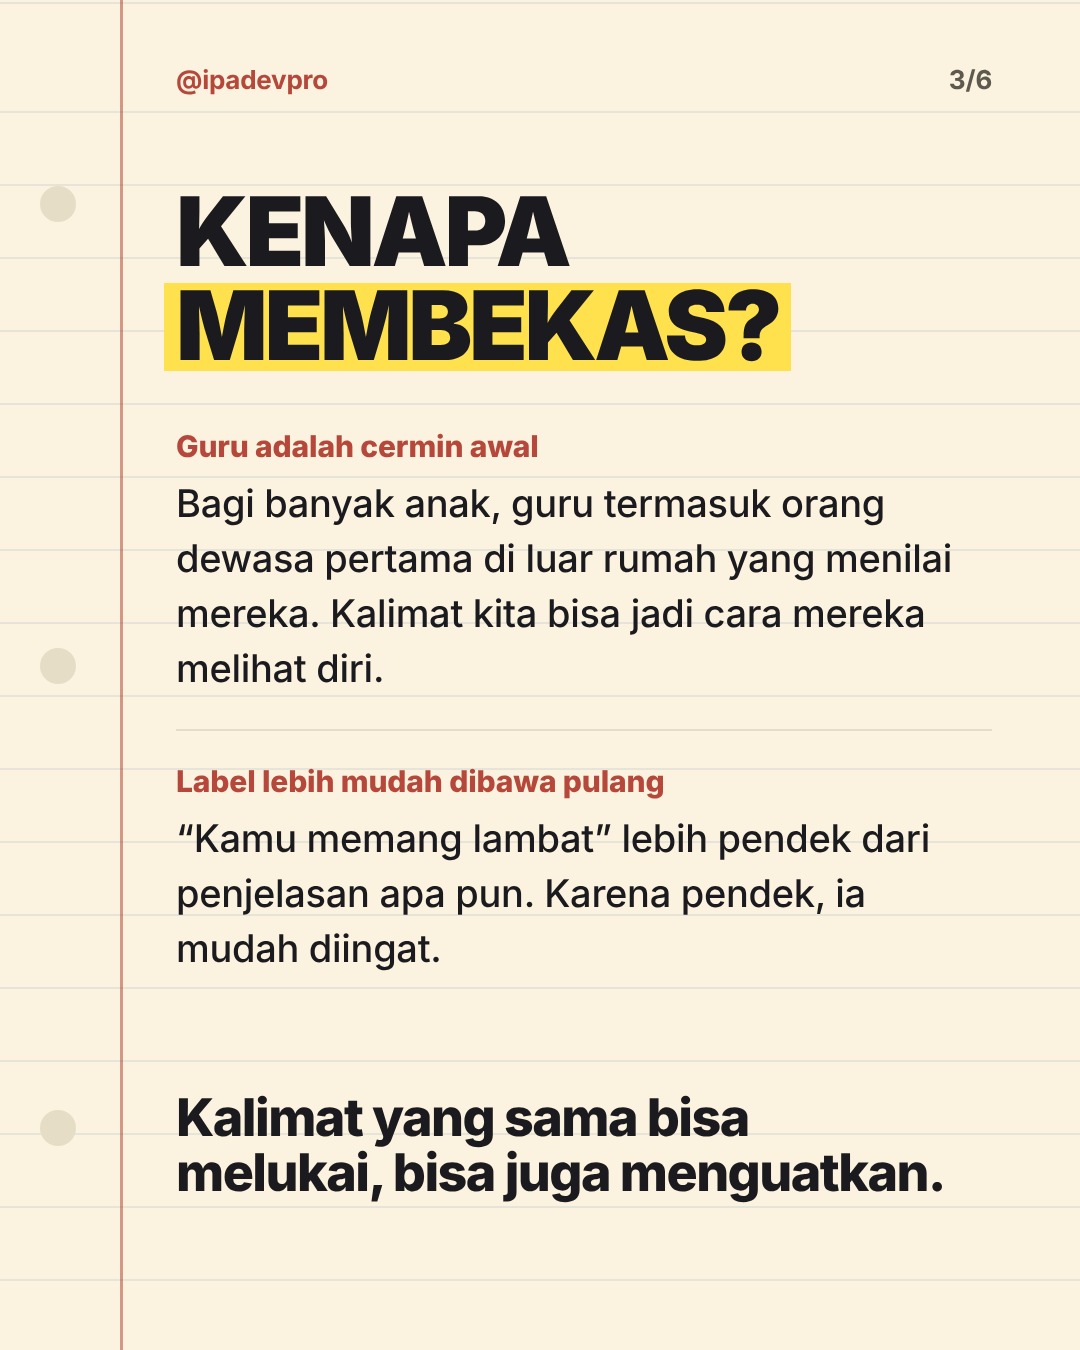 @ipadevpro
3/6
KENAPA
MEMBEKAS?
Guru adalah cermin awal
Bagi banyak anak, guru termasuk orang
dewasa pertama di luar rumah yang menilai
mereka. Kalimat kita bisa jadi cara mereka
melihat diri.
Label lebih mudah dibawa pulang
“Kamu memang lambat” lebih pendek dari
penjelasan apa pun. Karena pendek, ia
mudah diingat.
Kalimat yang sama bisa
melukai, bisa juga menguatkan.